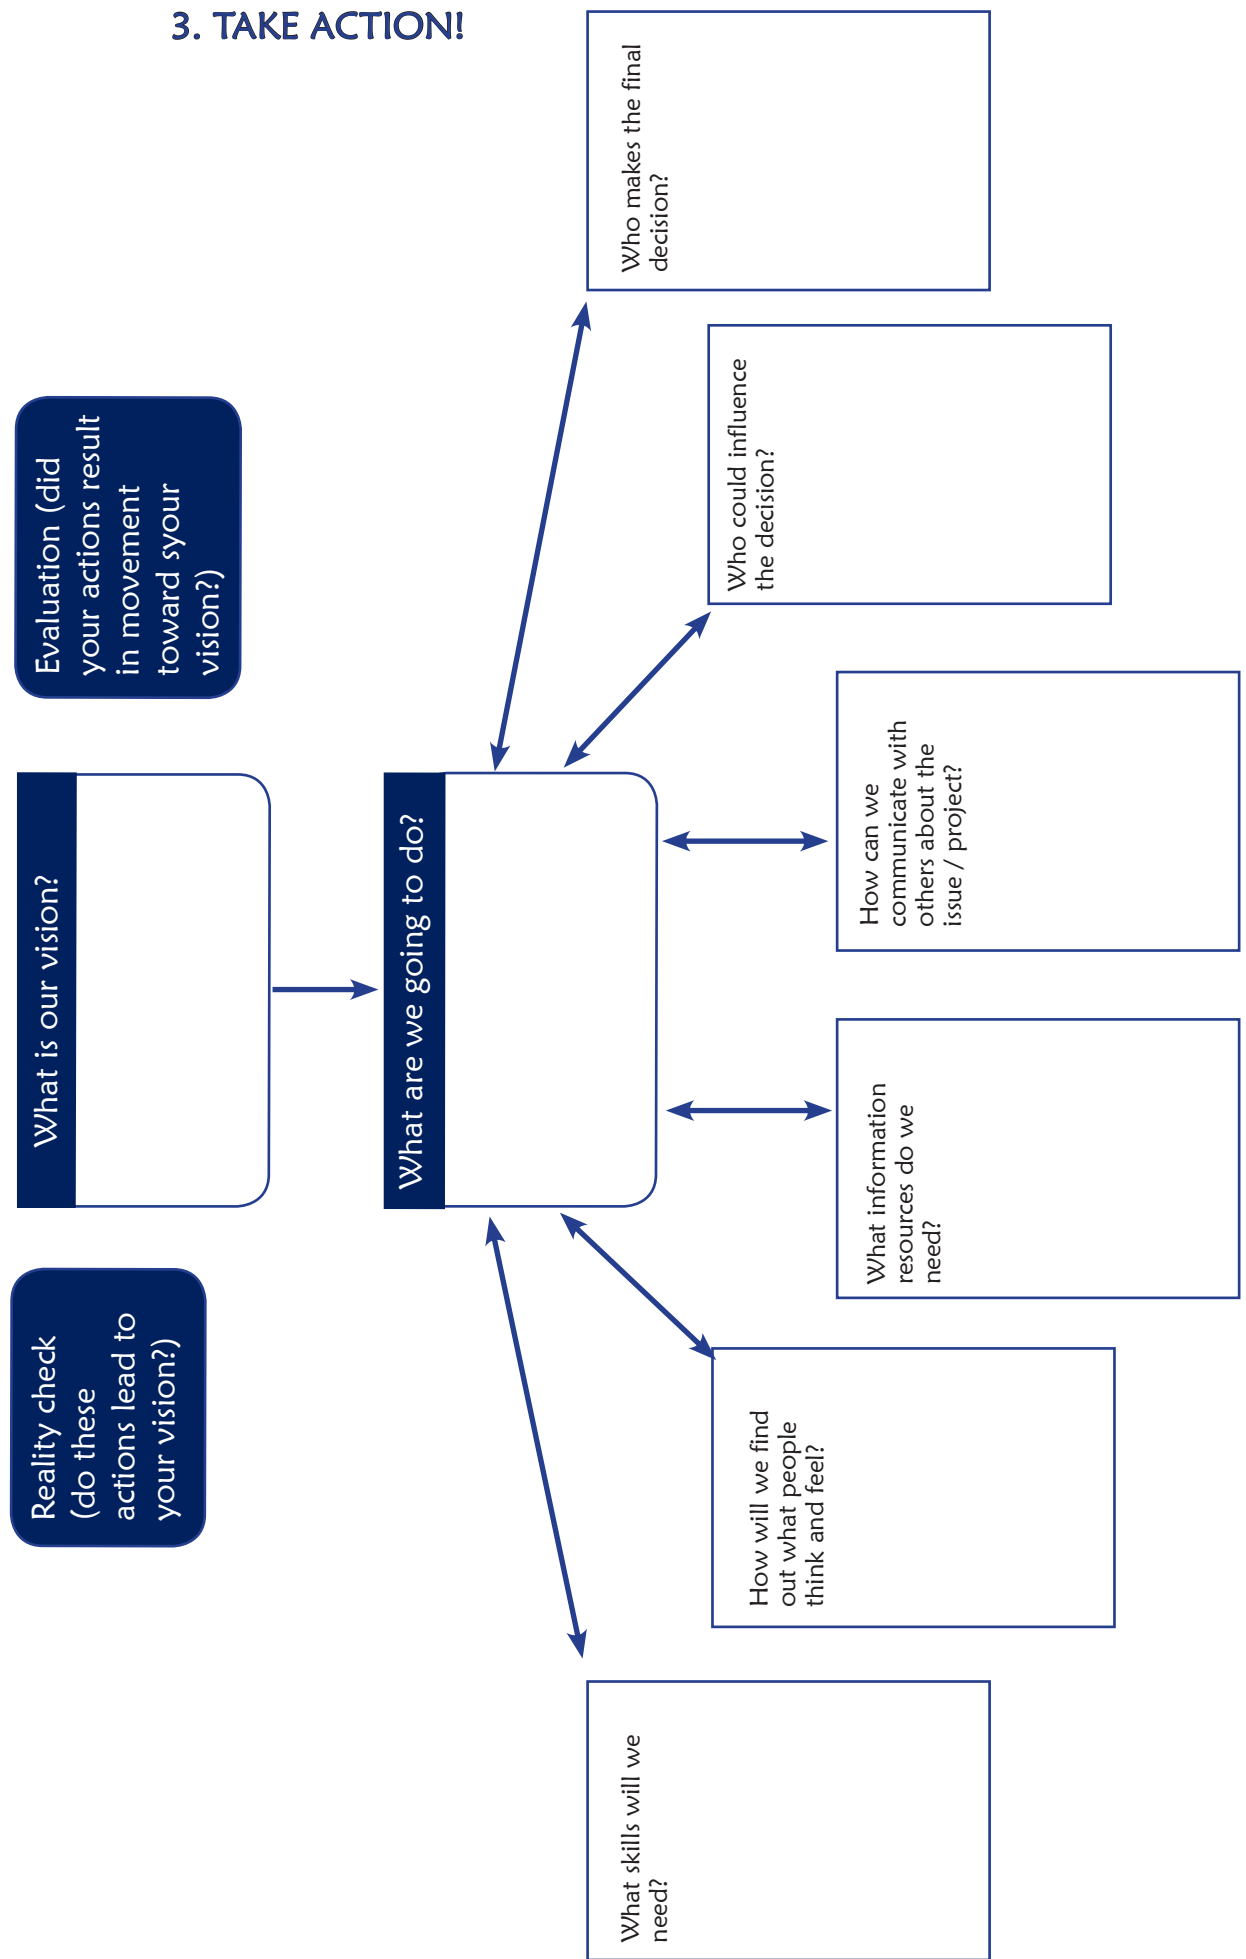 3. TAKE ACTION!
Reality check
(do these
actions lead to
your vision?)
What is our vision?
Evaluation (did
your actions result
in movement
toward syour
vision?)
What are we going to do?
What skills will we
need?
How will we find
out what people
think and feel?
What information
resources do we
need?
How can we
communicate with
others about the
issue / project?
Who could influence
the decision?
Who makes the final
decision?